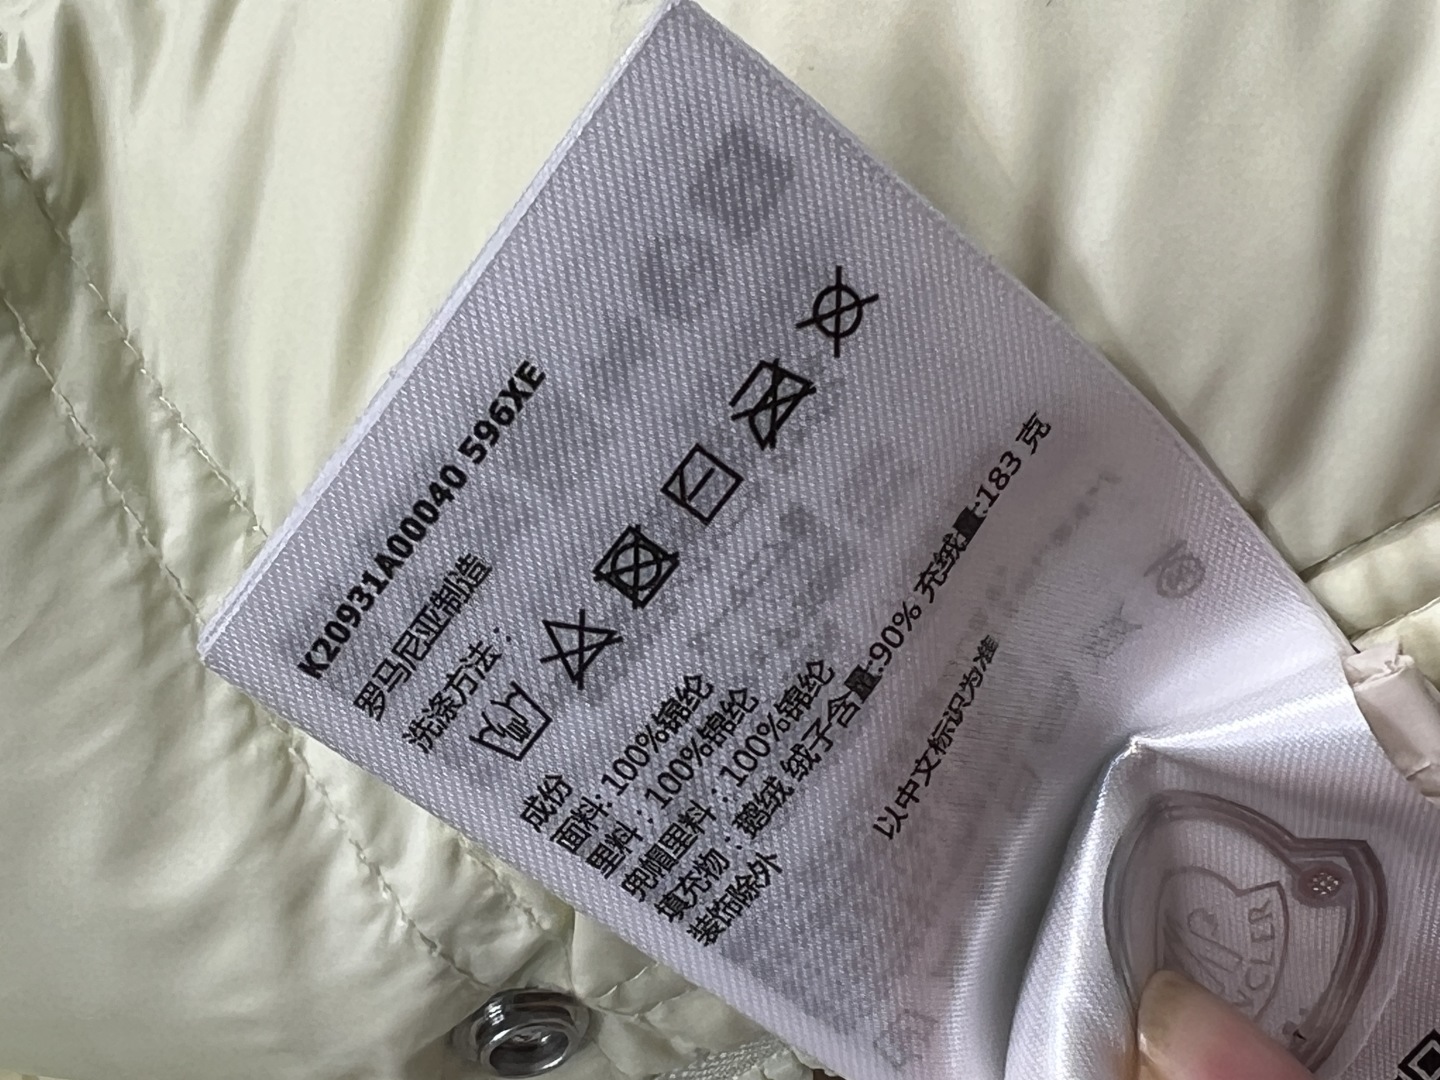 K20931A00040 596XE
罗马尼亚制造
洗涤方法：
成份
面料: 100%锦纶
里料 : 100%锦纶
兜帽里料 : 100%锦纶
填充物 : 鹅绒 绒子含量:90% 充绒量:183 克
装饰除外
以中文标识为准